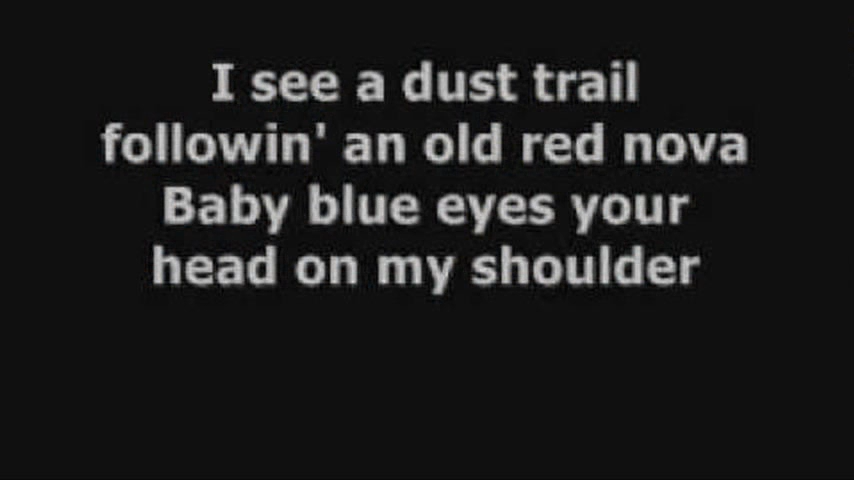 I see a dust trail
followin' an old red nova
Baby blue eyes your
head on my shoulder